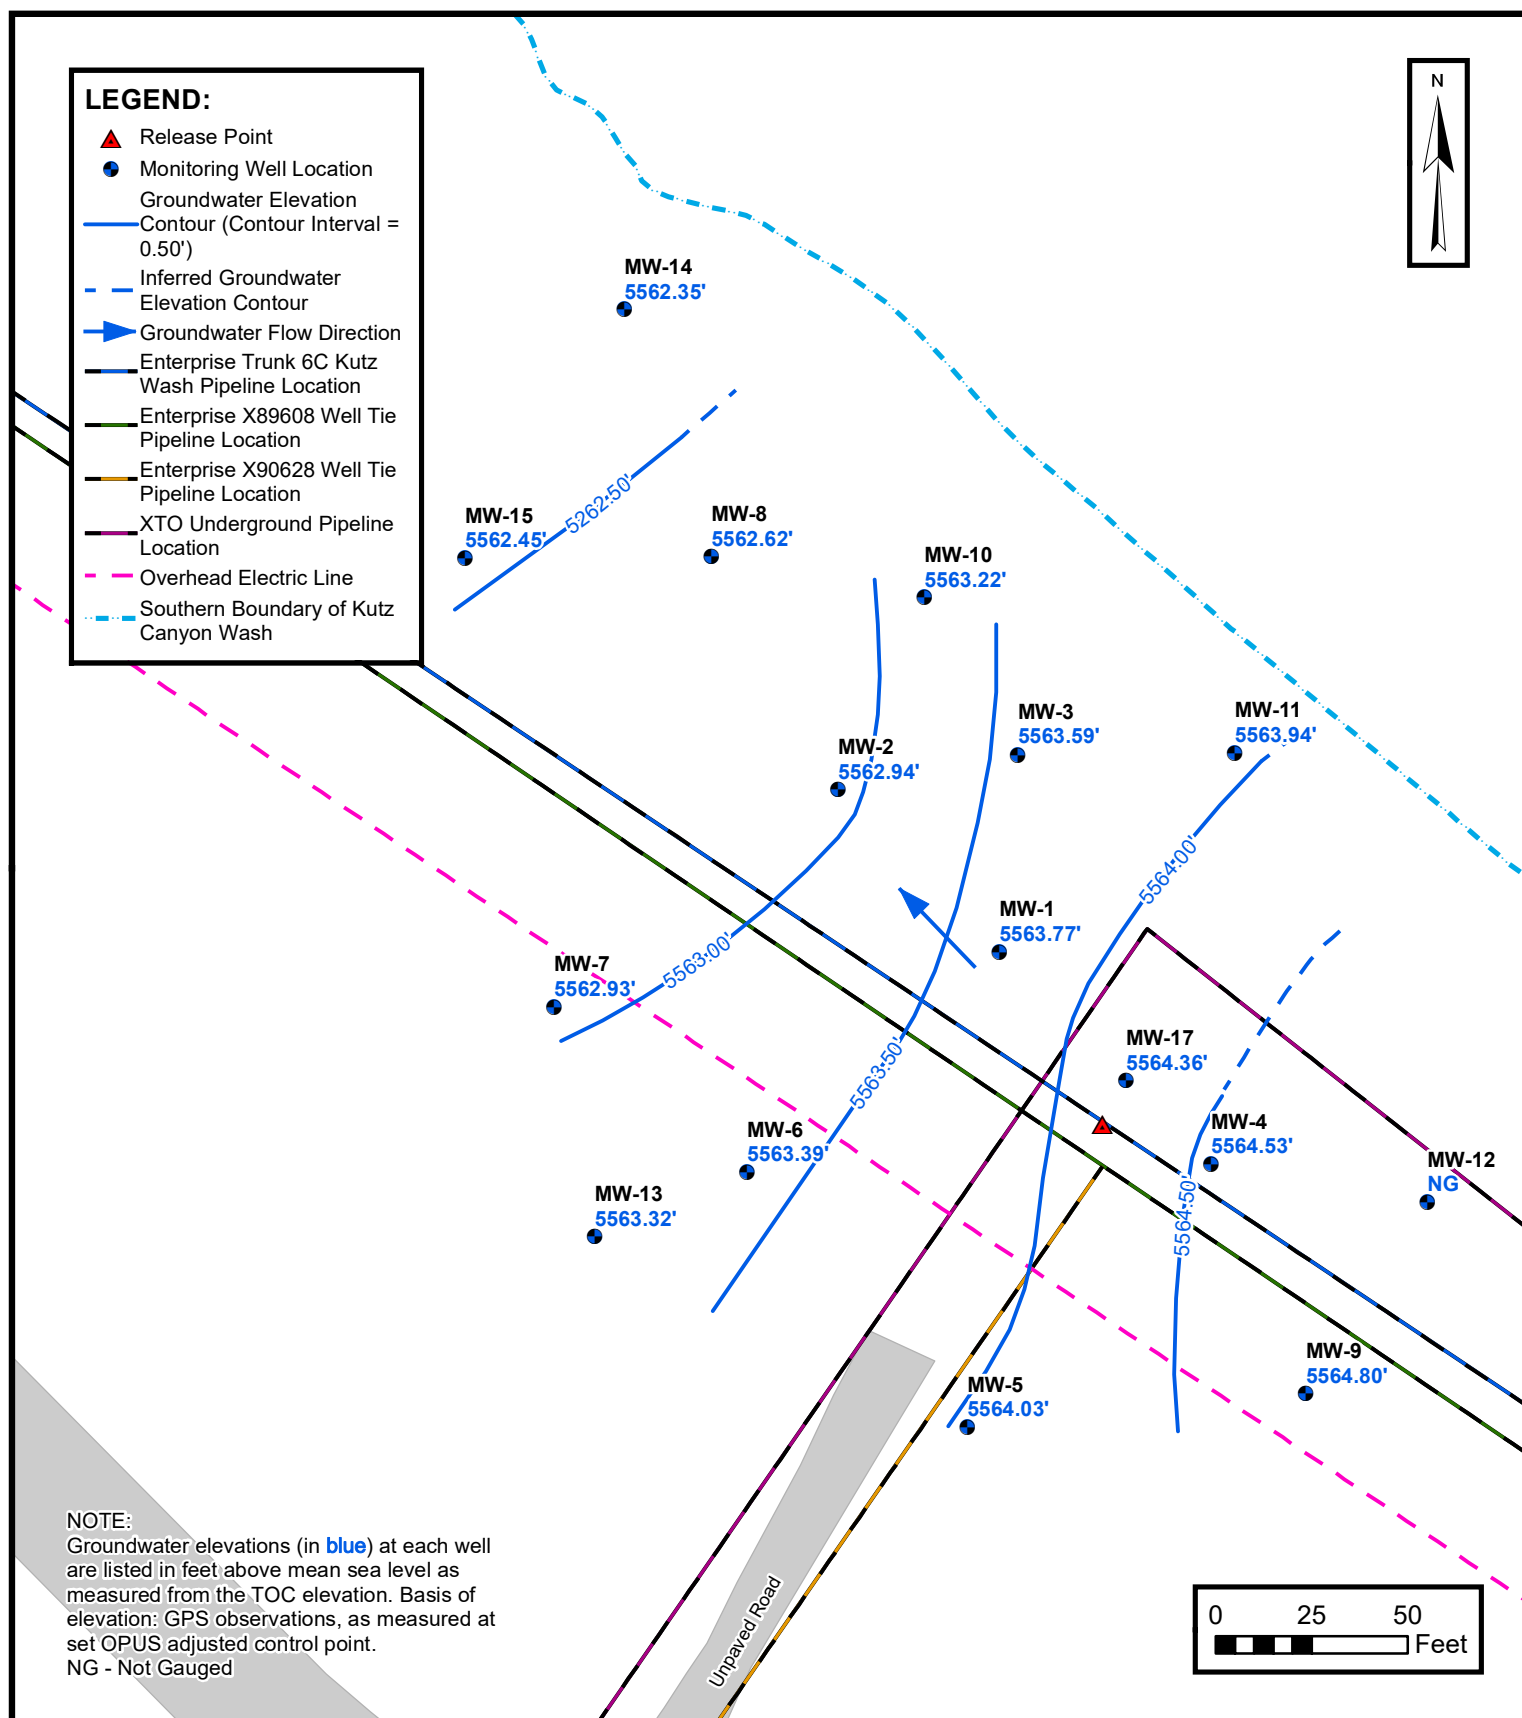 LEGEND:
Release Point
Monitoring Well Location
Groundwater Elevation
Contour (Contour Interval =
0.50')
Inferred Groundwater
Elevation Contour
Groundwater Flow Direction
Enterprise Trunk 6C Kutz
Wash Pipeline Location
Enterprise X89608 Well Tie
Pipeline Location
Enterprise X90628 Well Tie
Pipeline Location
XTO Underground Pipeline
Location
Overhead Electric Line
Southern Boundary of Kutz
Canyon Wash
N
MW-14
5562.35'
5262.50'
MW-15
5562.45'
MW-8
5562.62'
MW-10
5563.22'
MW-3
5563.59'
MW-11
5563.94'
MW-2
5562.94'
5564.00'
MW-1
5563.77'
5563.00'
MW-7
5562.93'
MW-17
5564.36'
5563.50'
MW-6
5563.39'
MW-4
5564.53'
MW-12
NG
MW-13
5563.32'
5564.50'
MW-9
5564.80'
MW-5
5564.03'
Unpaved Road
NOTE:
Groundwater elevations (in blue) at each well
are listed in feet above mean sea level as
measured from the TOC elevation. Basis of
elevation: GPS observations, as measured at
set OPUS adjusted control point.
NG - Not Gauged
0 25 50
Feet